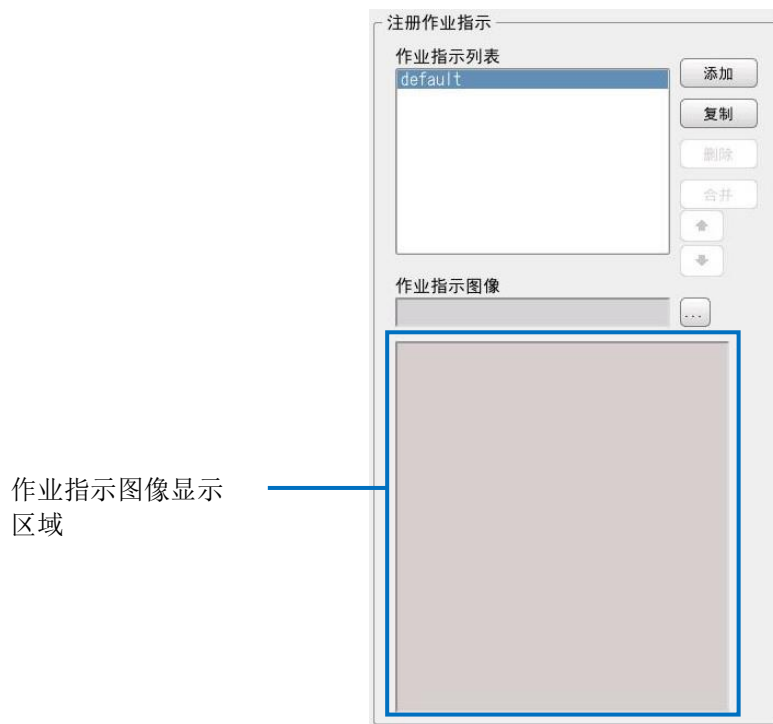 注册作业指示
作业指示列表
default
添加
复制
删除
合并
作业指示图像
...
作业指示图像显示
区域